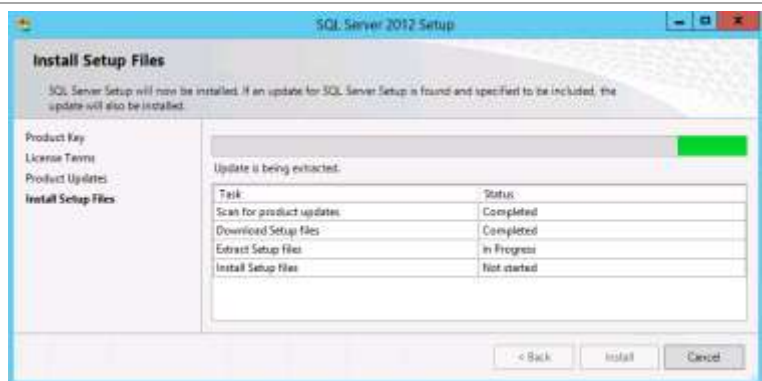 SQL Server 2012 Setup
Install Setup Files
SQL Server Setup will now be installed. If an update for SQL Server Setup is found and specified to be included, the
update will also be installed.
Product Key
License Terms
Product Updates
Install Setup Files
Update is being extracted.
Task Status
Scan for product updates Completed
Download Setup files Completed
Extract Setup files In Progress
Install Setup files Not started
< Back Install Cancel